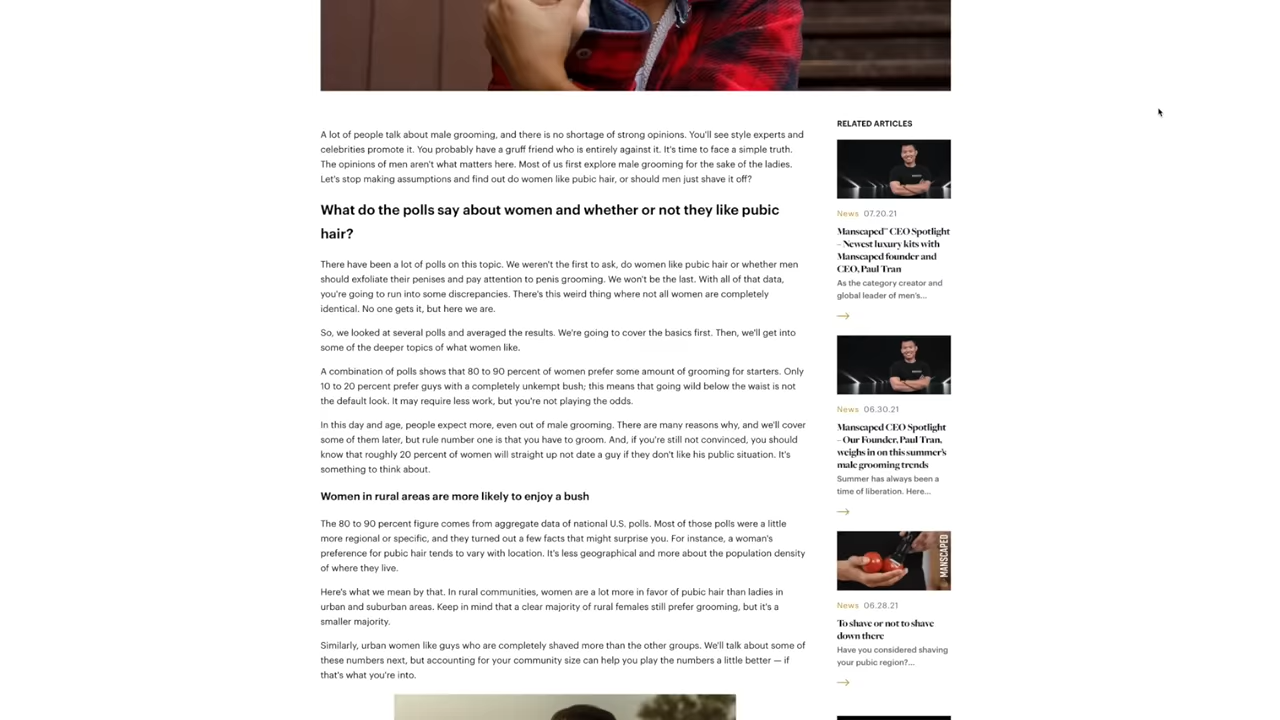 A lot of people talk about male grooming, and there is no shortage of strong opinions. You'll see style experts and
celebrities promote it. You probably have a gruff friend who is entirely against it. It's time to face a simple truth.
The opinions of men aren't what matters here. Most of us first explore male grooming for the sake of the ladies.
Let's stop making assumptions and find out do women like pubic hair, or should men just shave it off?
What do the polls say about women and whether or not they like pubic
hair?
There have been a lot of polls on this topic. We weren't the first to ask, do women like pubic hair or whether men
should exfoliate their penises and pay attention to penis grooming. We won't be the last. With all of that data,
you're going to run into some discrepancies. There's this weird thing where not all women are completely
identical. No one gets it, but here we are.
So, we looked at several polls and averaged the results. We're going to cover the basics first. Then, we'll get into
some of the deeper topics of what women like.
A combination of polls shows that 80 to 90 percent of women prefer some amount of grooming for starters. Only
10 to 20 percent prefer guys with a completely unkempt bush; this means that going wild below the waist is not
the default look. It may require less work, but you're not playing the odds.
In this day and age, people expect more, even out of male grooming. There are many reasons why, and we'll cover
some of them later, but rule number one is that you have to groom. And, if you're still not convinced, you should
know that roughly 20 percent of women will straight up not date a guy if they don't like his public situation. It's
something to think about.
Women in rural areas are more likely to enjoy a bush
The 80 to 90 percent figure comes from aggregate data of national U.S. polls. Most of those polls were a little
more regional or specific, and they turned out a few facts that might surprise you. For instance, a woman's
preference for pubic hair tends to vary with location. It's less geographical and more about the population density
of where they live.
Here's what we mean by that. In rural communities, women are a lot more in favor of pubic hair than ladies in
urban and suburban areas. Keep in mind that a clear majority of rural females still prefer grooming, but it's a
smaller majority.
Similarly, urban women like guys who are completely shaved more than the other groups. We'll talk about some of
these numbers next, but accounting for your community size can help you play the numbers a little better — if
that's what you're into.
RELATED ARTICLES
News 07.20.21
Manscaped™ CEO Spotlight
– Newest luxury kits with
Manscaped founder and
CEO, Paul Tran
As the category creator and
global leader of men's...
News 06.30.21
Manscaped CEO Spotlight
– Our Founder, Paul Tran,
weighs in on this summer's
male grooming trends
Summer has always been a
time of liberation. Here...
MANSCAPED
News 06.28.21
To shave or not to shave
down there
Have you considered shaving
your pubic region?...